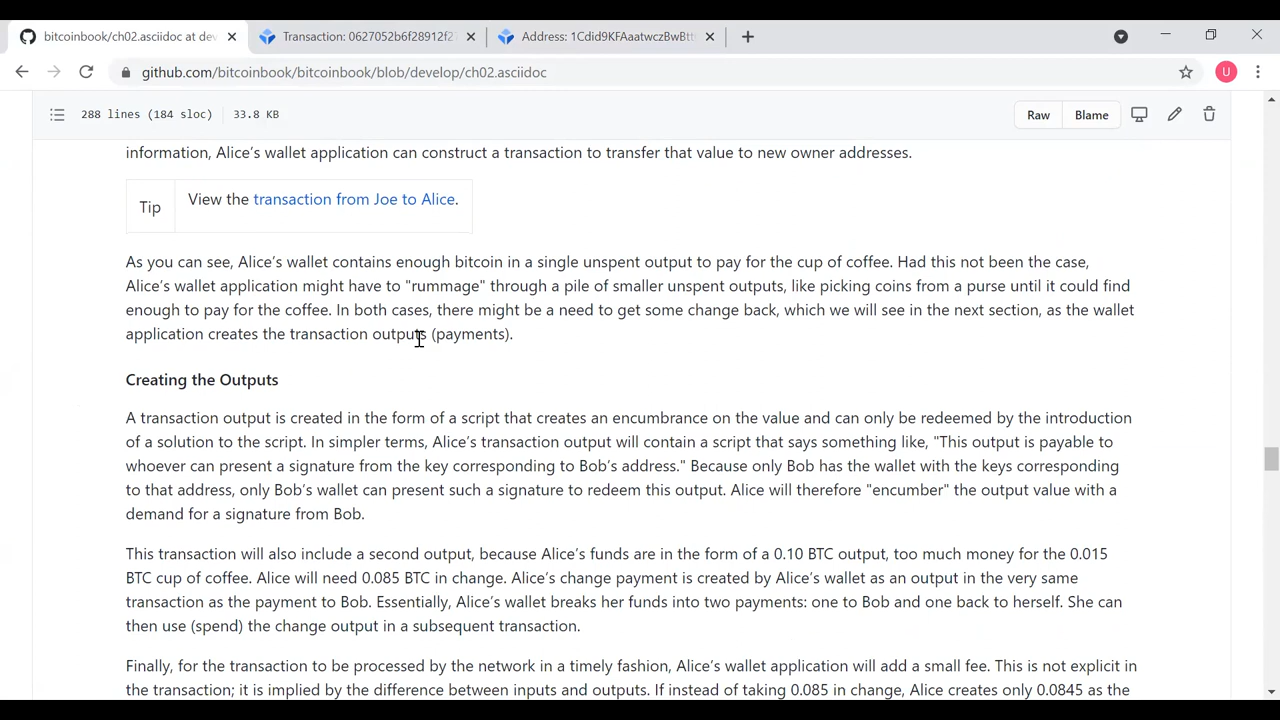 bitcoinbook/ch02.asciidoc at dev
Transaction: 0627052b6f28912f2
Address: 1Cdid9KFAaatwczBwBtt
github.com/bitcoinbook/bitcoinbook/blob/develop/ch02.asciidoc
U
288 lines (184 sloc) 33.8 KB
Raw Blame
information, Alice's wallet application can construct a transaction to transfer that value to new owner addresses.
Tip View the transaction from Joe to Alice.
As you can see, Alice's wallet contains enough bitcoin in a single unspent output to pay for the cup of coffee. Had this not been the case,
Alice's wallet application might have to "rummage" through a pile of smaller unspent outputs, like picking coins from a purse until it could find
enough to pay for the coffee. In both cases, there might be a need to get some change back, which we will see in the next section, as the wallet
application creates the transaction outputs (payments).
Creating the Outputs
A transaction output is created in the form of a script that creates an encumbrance on the value and can only be redeemed by the introduction
of a solution to the script. In simpler terms, Alice's transaction output will contain a script that says something like, "This output is payable to
whoever can present a signature from the key corresponding to Bob's address." Because only Bob has the wallet with the keys corresponding
to that address, only Bob's wallet can present such a signature to redeem this output. Alice will therefore "encumber" the output value with a
demand for a signature from Bob.
This transaction will also include a second output, because Alice's funds are in the form of a 0.10 BTC output, too much money for the 0.015
BTC cup of coffee. Alice will need 0.085 BTC in change. Alice's change payment is created by Alice's wallet as an output in the very same
transaction as the payment to Bob. Essentially, Alice's wallet breaks her funds into two payments: one to Bob and one back to herself. She can
then use (spend) the change output in a subsequent transaction.
Finally, for the transaction to be processed by the network in a timely fashion, Alice's wallet application will add a small fee. This is not explicit in
the transaction; it is implied by the difference between inputs and outputs. If instead of taking 0.085 in change, Alice creates only 0.0845 as the